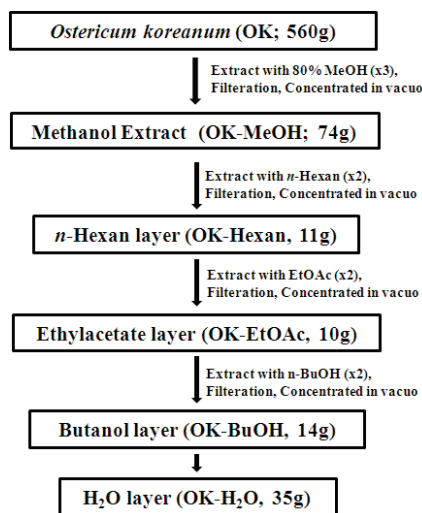 Ostericum koreanum (OK; 560g)
Extract with 80% MeOH (x3),
Filteration, Concentrated in vacuo
Methanol Extract (OK-MeOH; 74g)
Extract with n-Hexan (x2),
Filteration, Concentrated in vacuo
n-Hexan layer (OK-Hexan, 11g)
Extract with EtOAc (x2),
Filteration, Concentrated in vacuo
Ethylacetate layer (OK-EtOAc, 10g)
Extract with n-BuOH (x2),
Filteration, Concentrated in vacuo
Butanol layer (OK-BuOH, 14g)
H₂O layer (OK-H₂O, 35g)